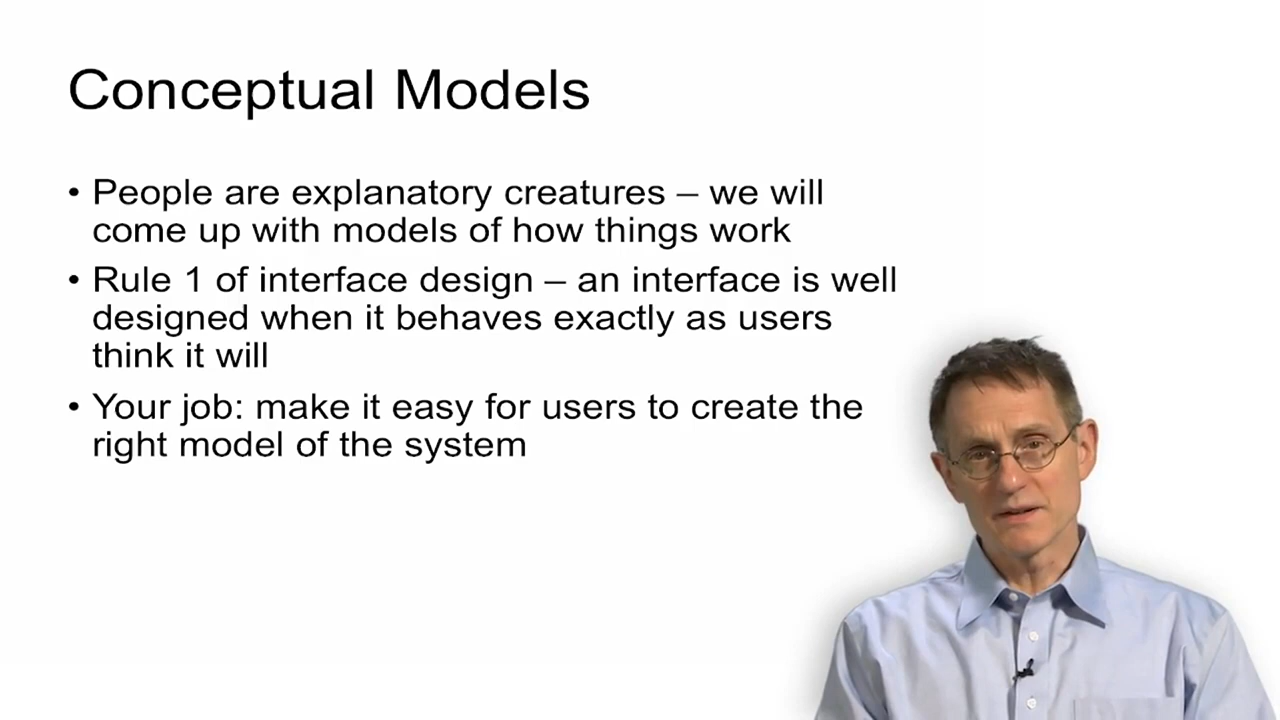 Conceptual Models
• People are explanatory creatures – we will
come up with models of how things work
• Rule 1 of interface design – an interface is well
designed when it behaves exactly as users
think it will
• Your job: make it easy for users to create the
right model of the system